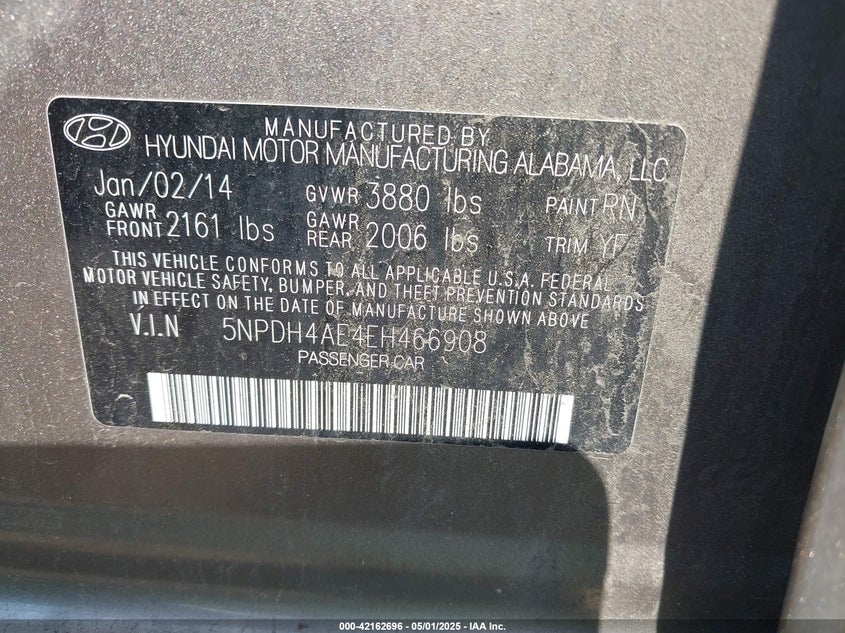 MANUFACTURED BY
HYUNDAI MOTOR MANUFACTURING ALABAMA, LLC
Jan/02/14 GVWR 3880 lbs PAINT RN
GAWR FRONT 2161 lbs GAWR REAR 2006 lbs TRIM YF
THIS VEHICLE CONFORMS TO ALL APPLICABLE U.S.A. FEDERAL
MOTOR VEHICLE SAFETY, BUMPER, AND THEFT PREVENTION STANDARDS
IN EFFECT ON THE DATE OF MANUFACTURE SHOWN ABOVE
V.I.N 5NPDH4AE4EH466908
PASSENGER CAR
000-42162696 - 05/01/2025 - IAA Inc.